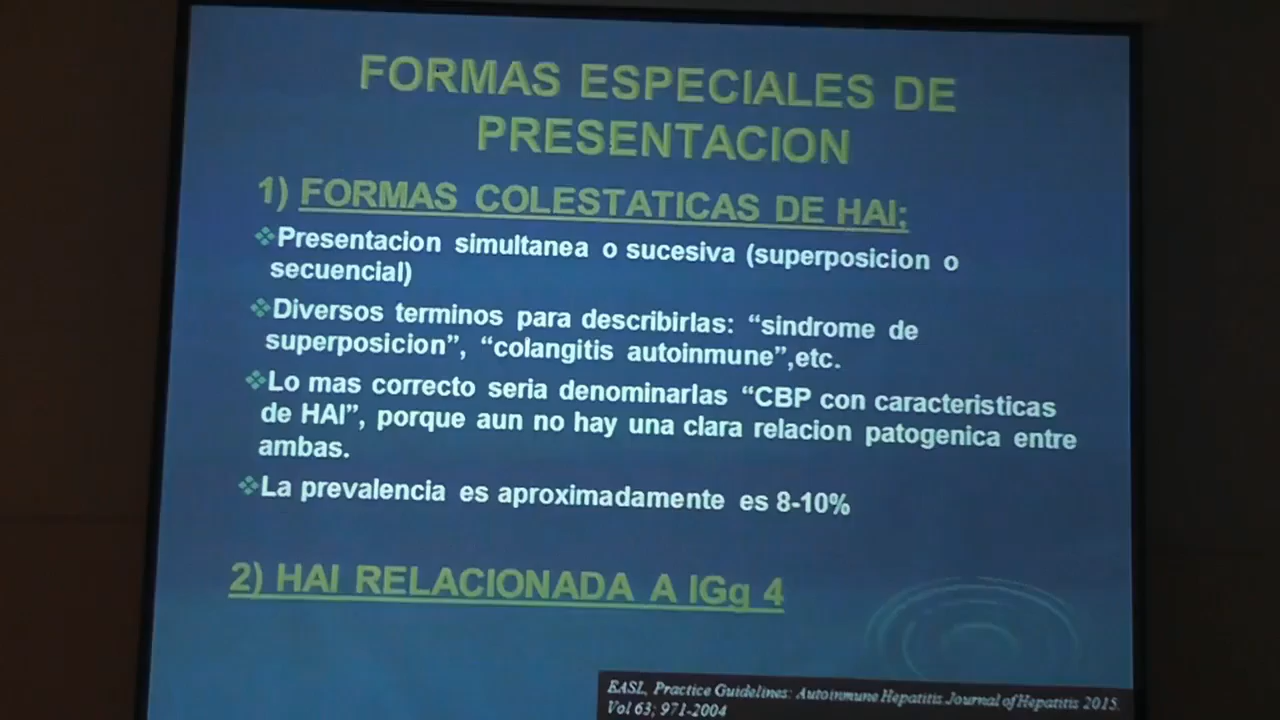 FORMAS ESPECIALES DE
PRESENTACION
1) FORMAS COLESTATICAS DE HAI;
❖Presentacion simultanea o sucesiva (superposicion o
secuencial)
❖Diversos terminos para describirlas: “sindrome de
superposicion”, “colangitis autoinmune”,etc.
❖Lo mas correcto seria denominarlas “CBP con caracteristicas
de HAI”, porque aun no hay una clara relacion patogenica entre
ambas.
❖La prevalencia es aproximadamente es 8-10%
2) HAI RELACIONADA A IGg 4
EASL, Practice Guidelines: Autoinmune Hepatitis.Journal of Hepatitis 2015.
Vol 63; 971-2004